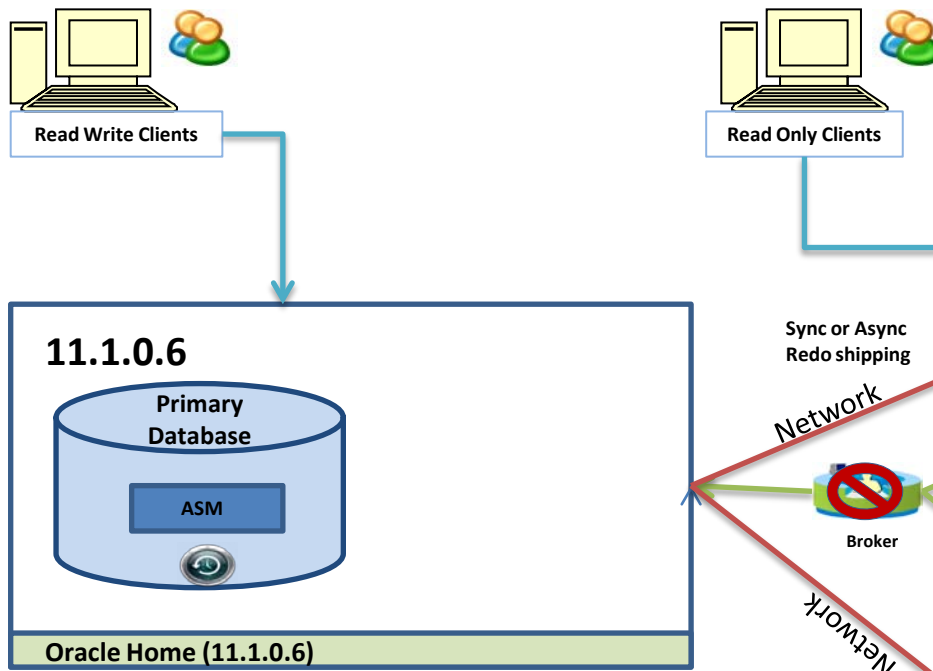 Read Write Clients
Read Only Clients
Sync or Async
Redo shipping
11.1.0.6
Primary
Database
ASM
Network
Broker
Network
Oracle Home (11.1.0.6)